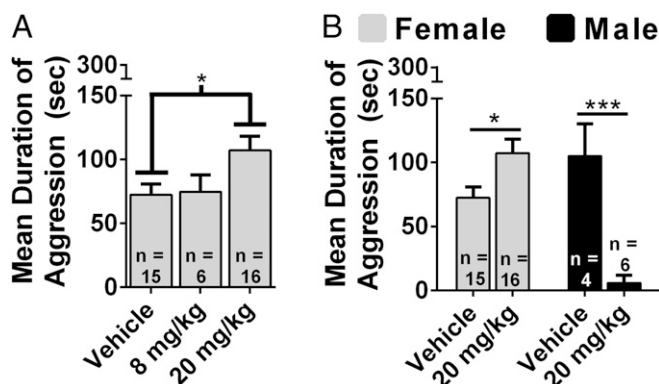 A
Mean Duration of
Aggression (sec)
300
150
100
50
0
*
n =
15
n =
6
n =
16
Vehicle
8 mg/kg
20 mg/kg
B
Female
Male
Mean Duration of
Aggression (sec)
300
150
100
50
0
*
***
n =
15
n =
16
n =
4
n =
6
Vehicle
20 mg/kg
Vehicle
20 mg/kg